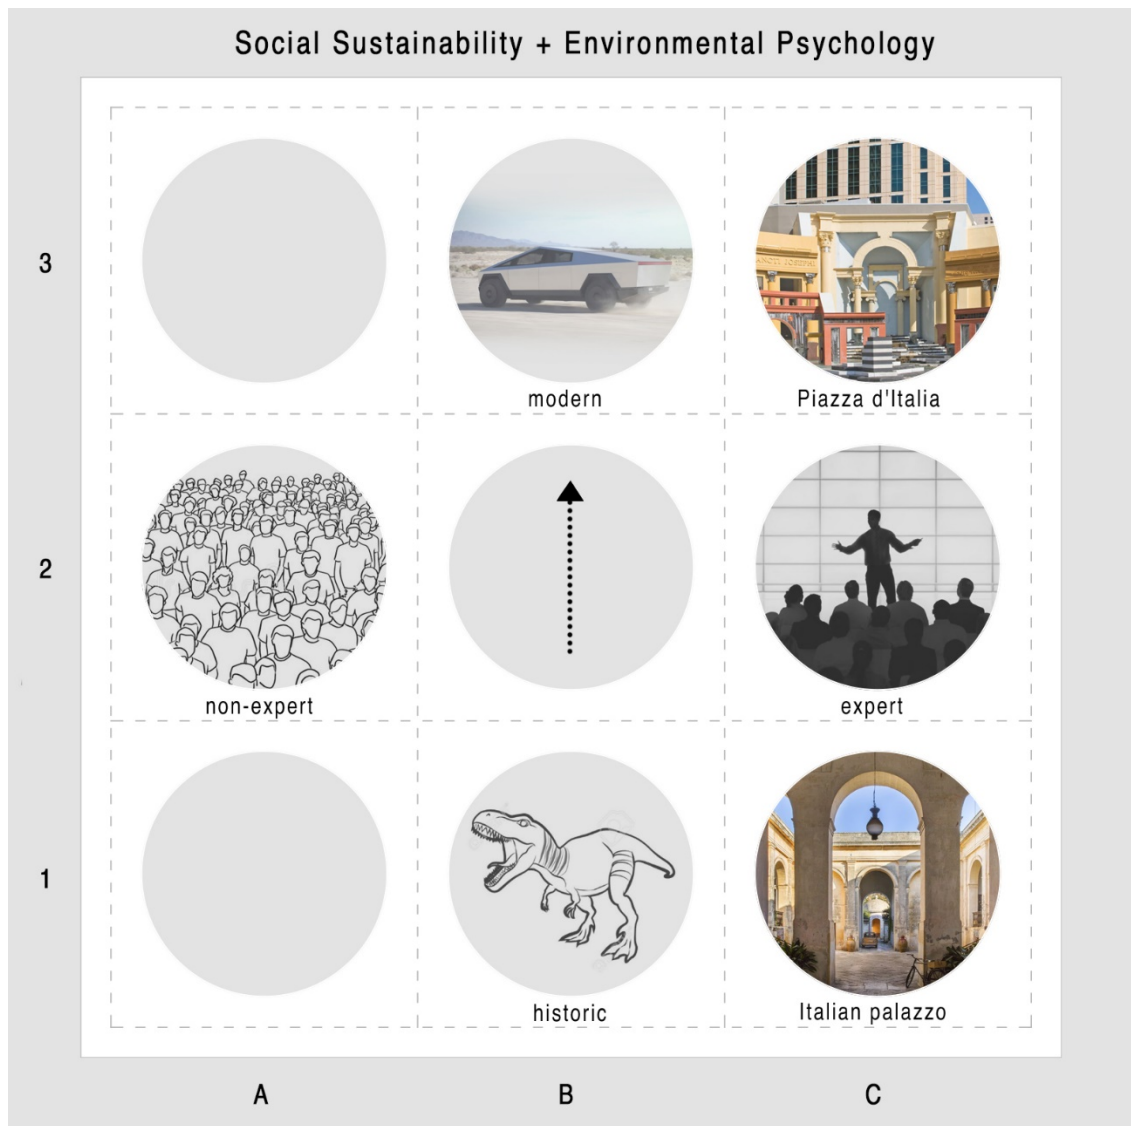 Social Sustainability + Environmental Psychology
3
modern
Piazza d'Italia
2
non-expert
expert
1
historic
Italian palazzo
A
B
C